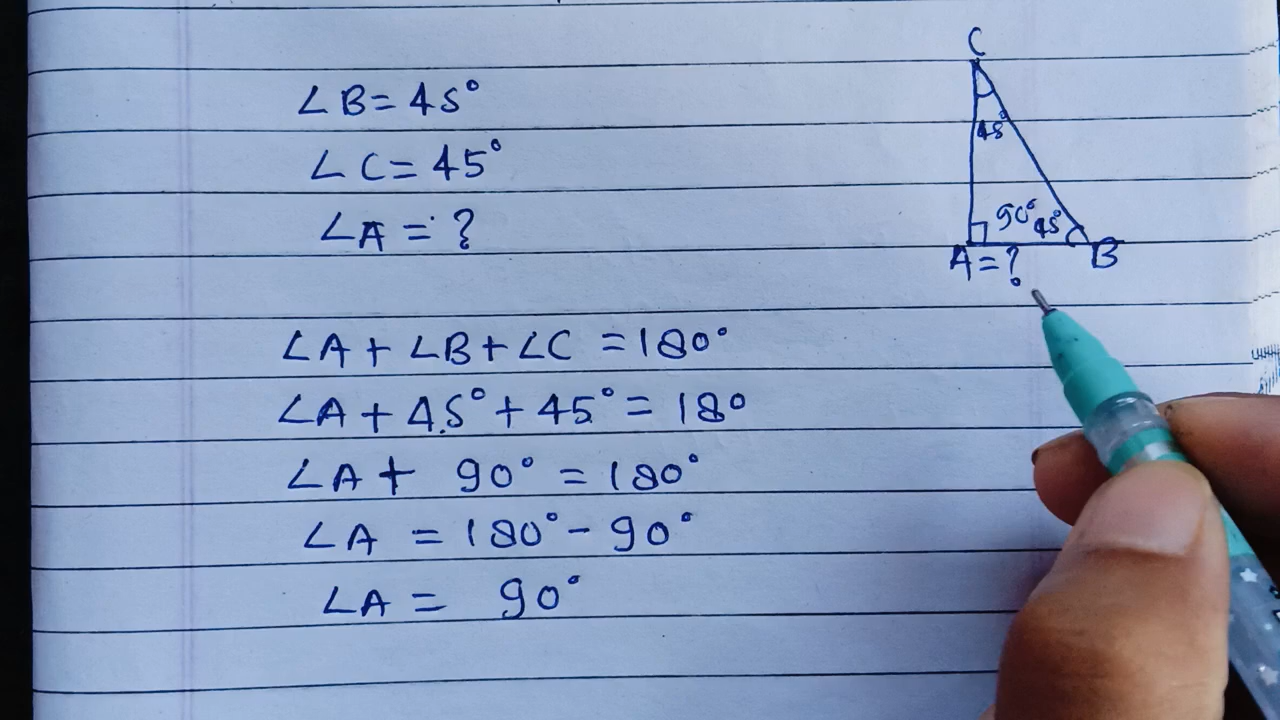 ∠B = 45°
∠C = 45°
∠A = ?
∠A + ∠B + ∠C = 180°
∠A + 45° + 45° = 180
∠A + 90° = 180°
∠A = 180° - 90°
∠A = 90°
C
45°
90° 45°
A = ? B